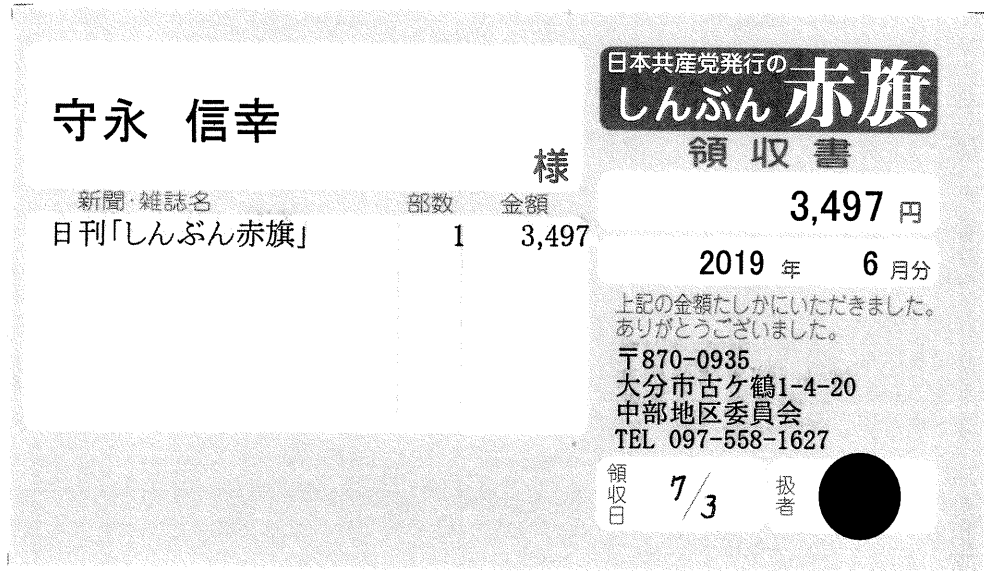 守永 信幸
様
新聞・雑誌名 部数 金額
日刊「しんぶん赤旗」 1 3,497
日本共産党発行の
しんぶん 赤旗
領収書
3,497 円
2019 年 6 月分
上記の金額たしかにいただきました。
ありがとうございました。
〒870-0935
大分市古ケ鶴1-4-20
中部地区委員会
TEL 097-558-1627
領収日 7/3 扱者